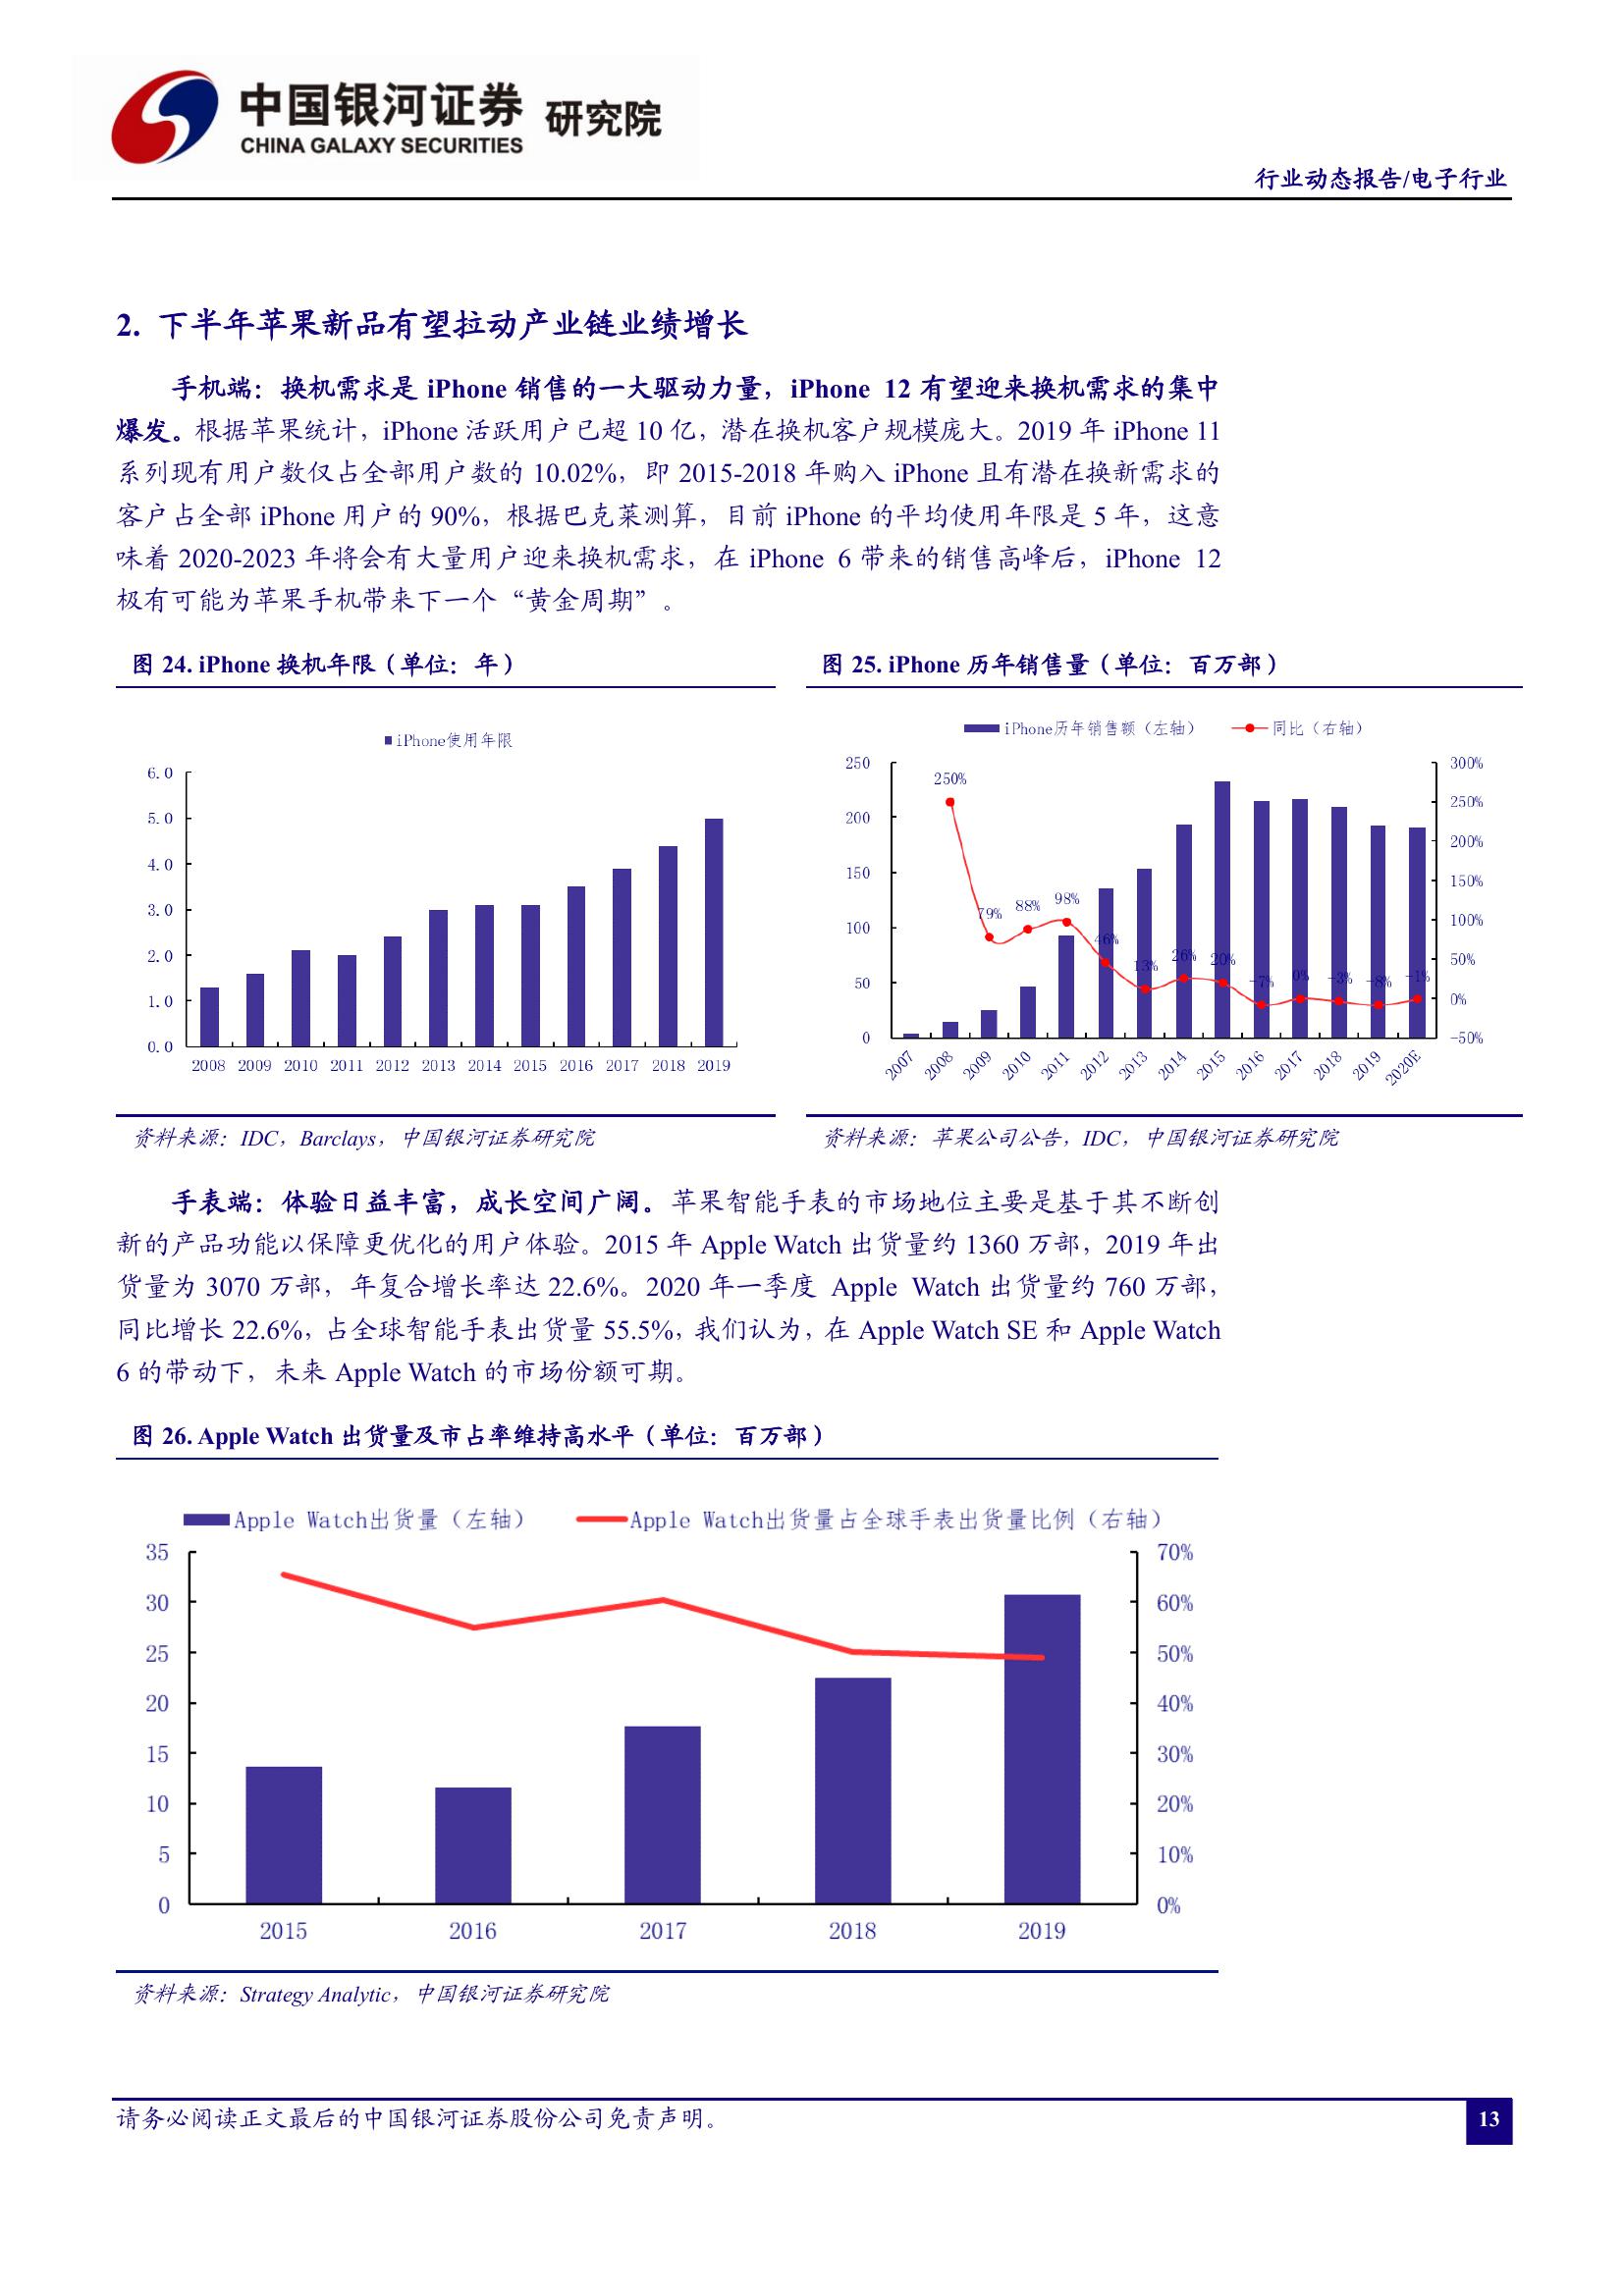 中国银河证券 研究院
CHINA GALAXY SECURITIES
行业动态报告/电子行业
2. 下半年苹果新品有望拉动产业链业绩增长
手机端：换机需求是 iPhone 销售的一大驱动力量，iPhone 12 有望迎来换机需求的集中
爆发。根据苹果统计，iPhone 活跃用户已超 10 亿，潜在换机客户规模庞大。2019 年 iPhone 11
系列现有用户数仅占全部用户数的 10.02%，即 2015-2018 年购入 iPhone 且有潜在换新需求的
客户占全部 iPhone 用户的 90%，根据巴克莱测算，目前 iPhone 的平均使用年限是 5 年，这意
味着 2020-2023 年将会有大量用户迎来换机需求，在 iPhone 6 带来的销售高峰后，iPhone 12
极有可能为苹果手机带来下一个“黄金周期”。
图 24. iPhone 换机年限（单位：年）
iPhone使用年限
6.0
5.0
4.0
3.0
2.0
1.0
0.0
2008 2009 2010 2011 2012 2013 2014 2015 2016 2017 2018 2019
资料来源：IDC，Barclays，中国银河证券研究院
图 25. iPhone 历年销售量（单位：百万部）
iPhone历年销售额（左轴） 同比（右轴）
250
200
150
100
50
0
300%
250%
200%
150%
100%
50%
0%
-50%
250%
79%
88%
98%
46%
13%
26%
20%
-7%
0%
-3%
-8%
-1%
2007 2008 2009 2010 2011 2012 2013 2014 2015 2016 2017 2018 2019 2020E
资料来源：苹果公司公告，IDC，中国银河证券研究院
手表端：体验日益丰富，成长空间广阔。苹果智能手表的市场地位主要是基于其不断创
新的产品功能以保障更优化的用户体验。2015 年 Apple Watch 出货量约 1360 万部，2019 年出
货量为 3070 万部，年复合增长率达 22.6%。2020 年一季度 Apple Watch 出货量约 760 万部，
同比增长 22.6%，占全球智能手表出货量 55.5%，我们认为，在 Apple Watch SE 和 Apple Watch
6 的带动下，未来 Apple Watch 的市场份额可期。
图 26. Apple Watch 出货量及市占率维持高水平（单位：百万部）
Apple Watch出货量（左轴） Apple Watch出货量占全球手表出货量比例（右轴）
35
30
25
20
15
10
5
0
70%
60%
50%
40%
30%
20%
10%
0%
2015 2016 2017 2018 2019
资料来源：Strategy Analytic，中国银河证券研究院
请务必阅读正文最后的中国银河证券股份公司免责声明。
13